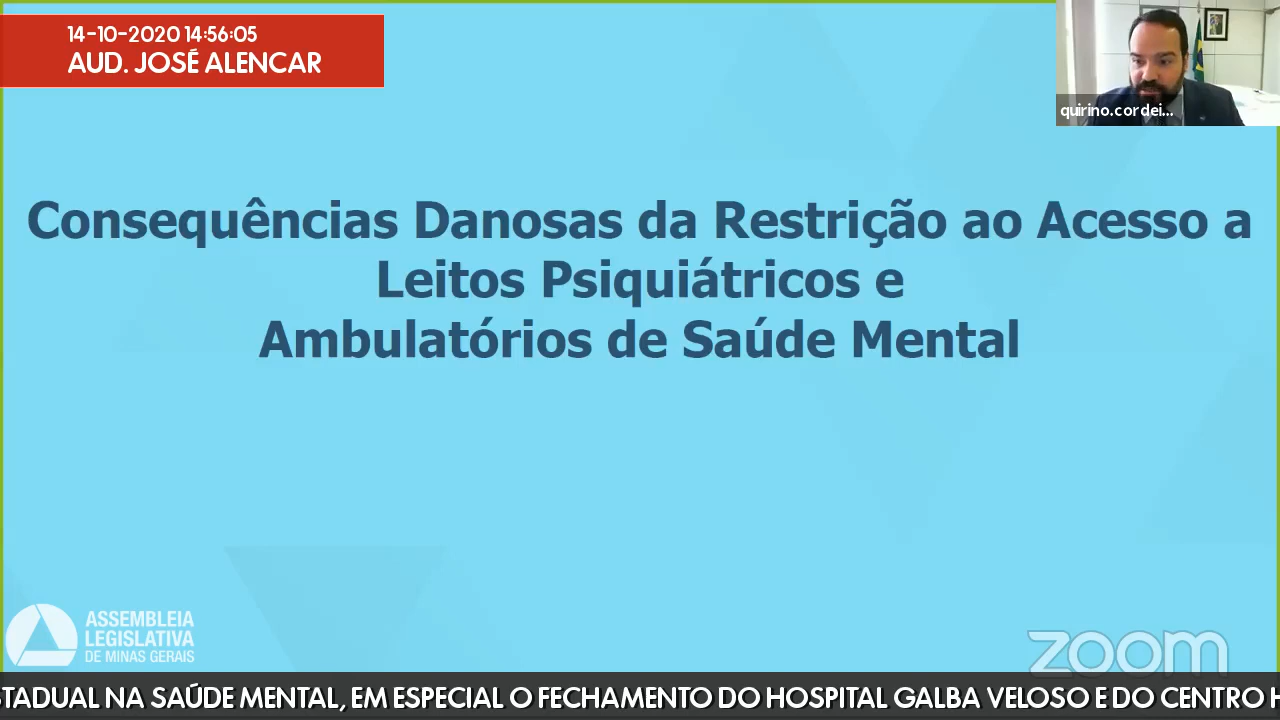 14-10-2020 14:56:05
AUD. JOSÉ ALENCAR
quirino.cordei...
Consequências Danosas da Restrição ao Acesso a
Leitos Psiquiátricos e
Ambulatórios de Saúde Mental
ASSEMBLEIA
LEGISLATIVA
DE MINAS GERAIS
zoom
STADUAL NA SAÚDE MENTAL, EM ESPECIAL O FECHAMENTO DO HOSPITAL GALBA VELOSO E DO CENTRO H